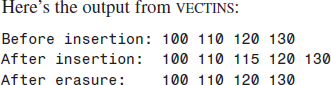 Here’s the output from VECTINS:
Before insertion: 100 110 120 130
After insertion:  100 110 115 120 130
After erasure:    100 110 120 130